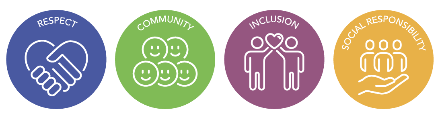 RESPECT
COMMUNITY
INCLUSION
SOCIAL RESPONSIBILITY